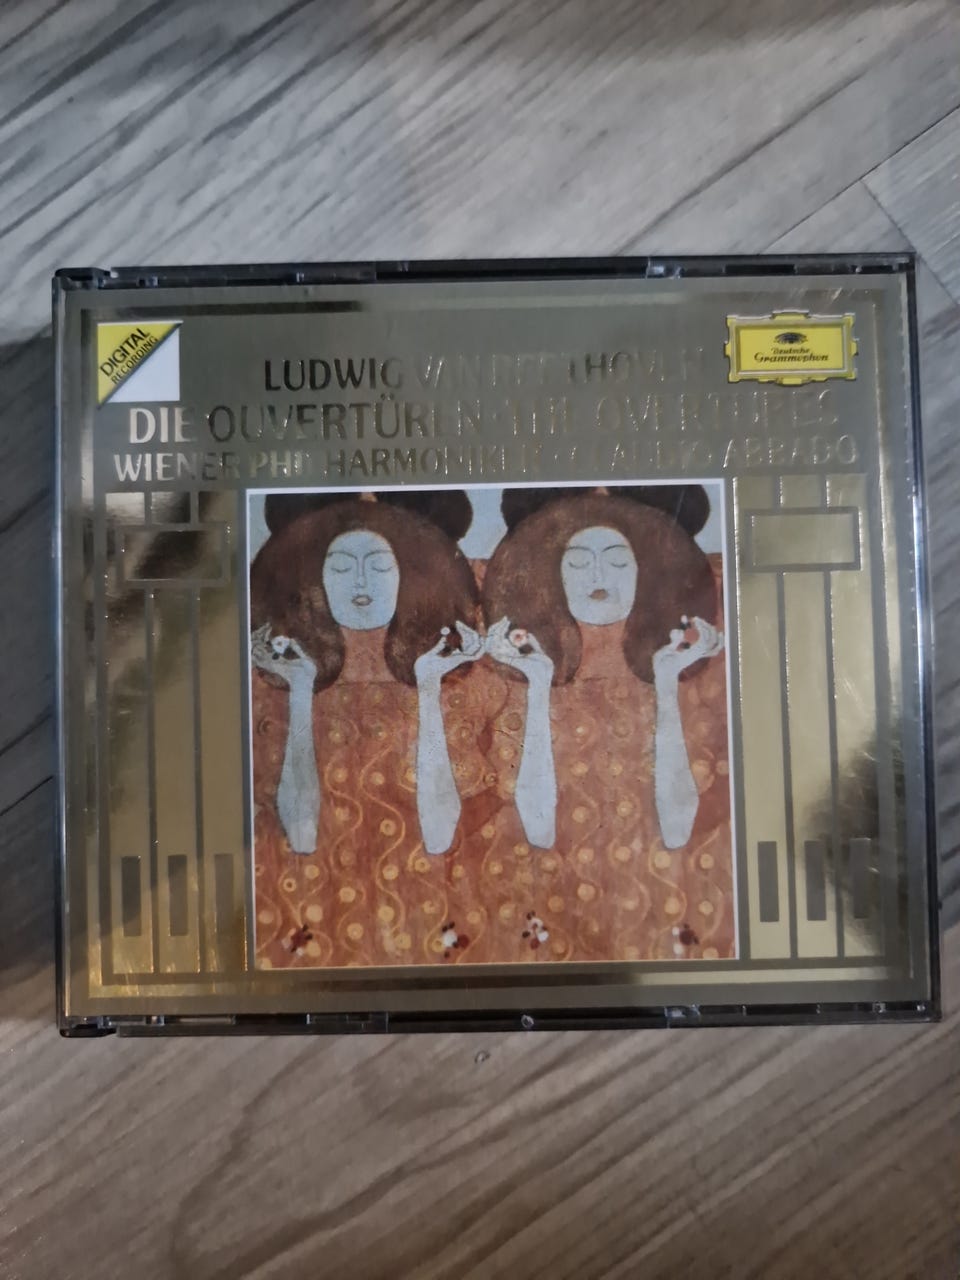 DIGITAL
RECORDING
Deutsche
Grammophon
LUDWIG VAN BEETHOVEN
DIE OUVERTÜREN · THE OVERTURES
WIENER PHILHARMONIKER · CLAUDIO ABBADO